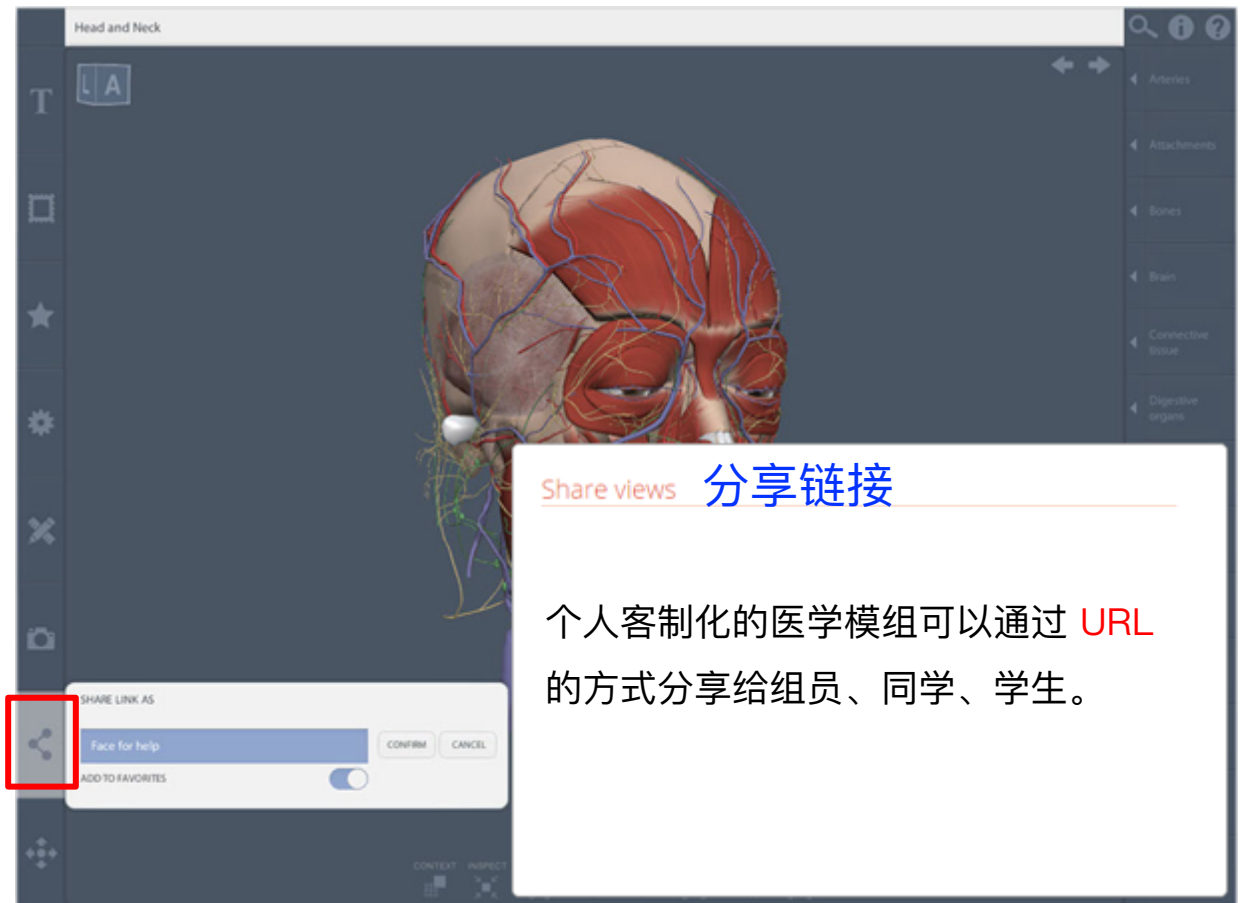 Head and Neck
L A
T
Arteries
Attachments
Bones
Brain
Connective
tissue
Digestive
organs
Share views 分享链接
个人客制化的医学模组可以通过 URL
的方式分享给组员、同学、学生。
SHARE LINK AS
Face for help
CONFIRM CANCEL
ADD TO FAVORITES
CONTEXT INSPECT